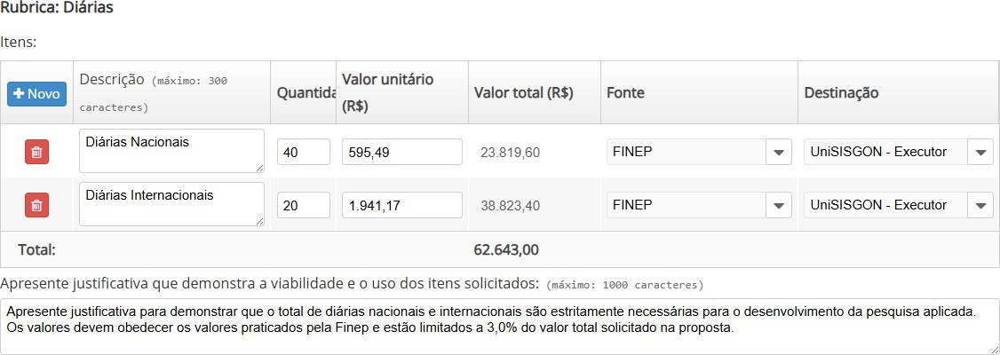 Rubrica: Diárias
Itens:
Novo
Descrição (máximo: 300 caracteres)
Valor unitário (R$)
Valor total (R$)
Fonte
Destinação
Diárias Nacionais
40
595,49
23.819,60
FINEP
UniSISGON - Executor
Diárias Internacionais
20
1.941,17
38.823,40
FINEP
UniSISGON - Executor
Total:
62.643,00
Apresente justificativa que demonstra a viabilidade e o uso dos itens solicitados: (máximo: 1000 caracteres)
Apresente justificativa para demonstrar que o total de diárias nacionais e internacionais são estritamente necessárias para o desenvolvimento da pesquisa aplicada.
Os valores devem obedecer os valores praticados pela Finep e estão limitados a 3,0% do valor total solicitado na proposta.